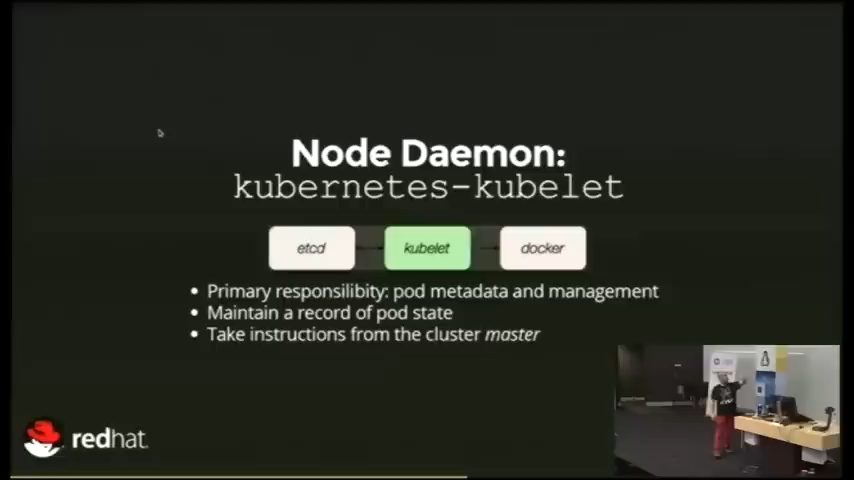 Node Daemon:
kubernetes-kubelet
etcd kubelet docker
• Primary responsilibity: pod metadata and management
• Maintain a record of pod state
• Take instructions from the cluster master
redhat.